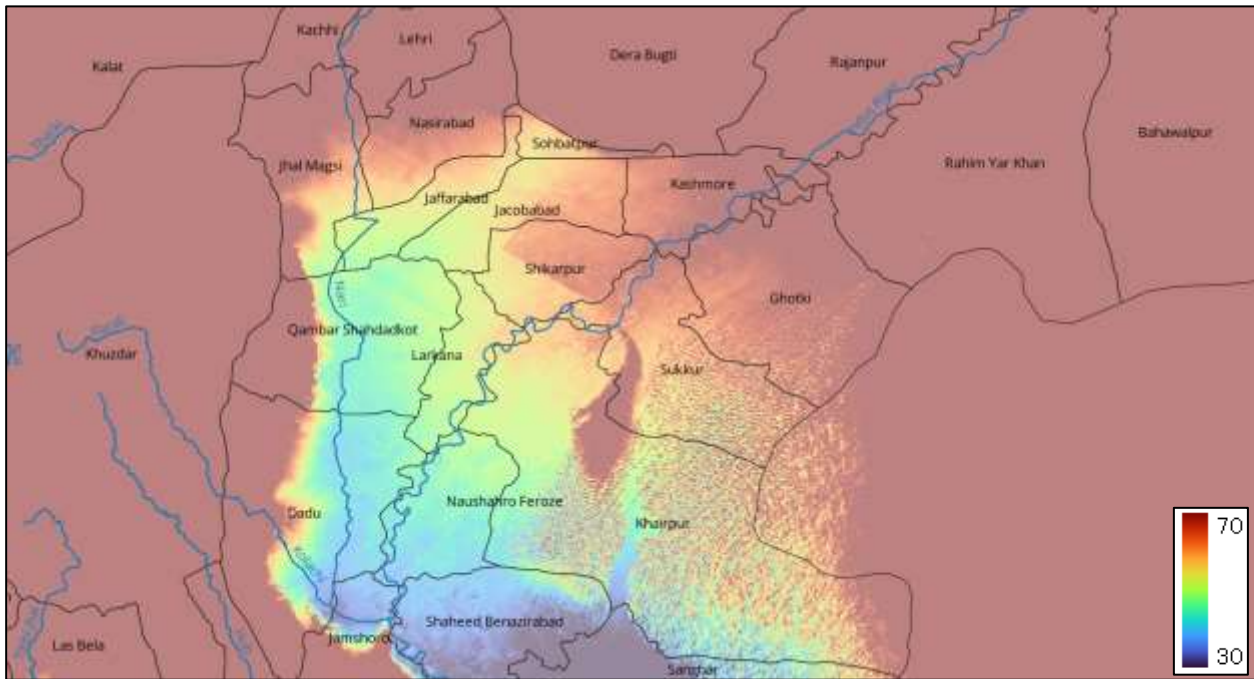 Kachhi
Lehri
Kalat
Dera Bugti
Rajanpur
Nasirabad
Bahawalpur
Sohbatpur
Jhal Magsi
Rahim Yar Khan
Kashmore
Jaffarabad
Jacobabad
Shikarpur
Ghotki
Qambar Shahdadkot
Khuzdar
Larkana
Sukkur
Naushahro Feroze
Dadu
Khairpur
70
Shaheed Benazirabad
Jamshoro
Las Bela
30
Sanghar